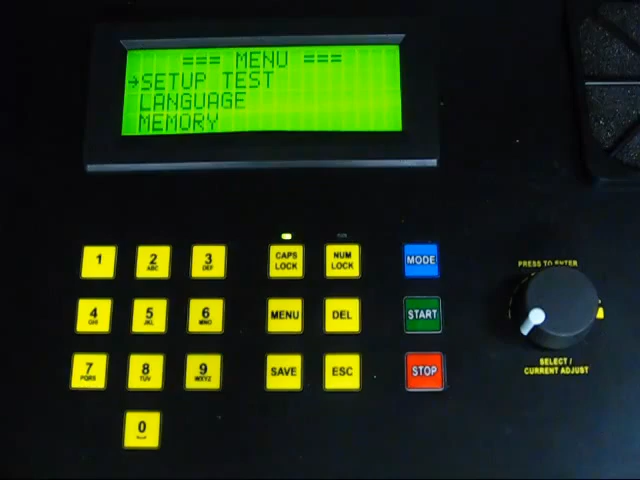 === MENU ===
→SETUP TEST
LANGUAGE
MEMORY
1
2
ABC
3
DEF
CAPS
LOCK
NUM
LOCK
MODE
4
GHI
5
JKL
6
MNO
MENU
DEL
START
7
PQRS
8
TUV
9
WXYZ
SAVE
ESC
STOP
0
PRESS TO ENTER
SELECT /
CURRENT ADJUST